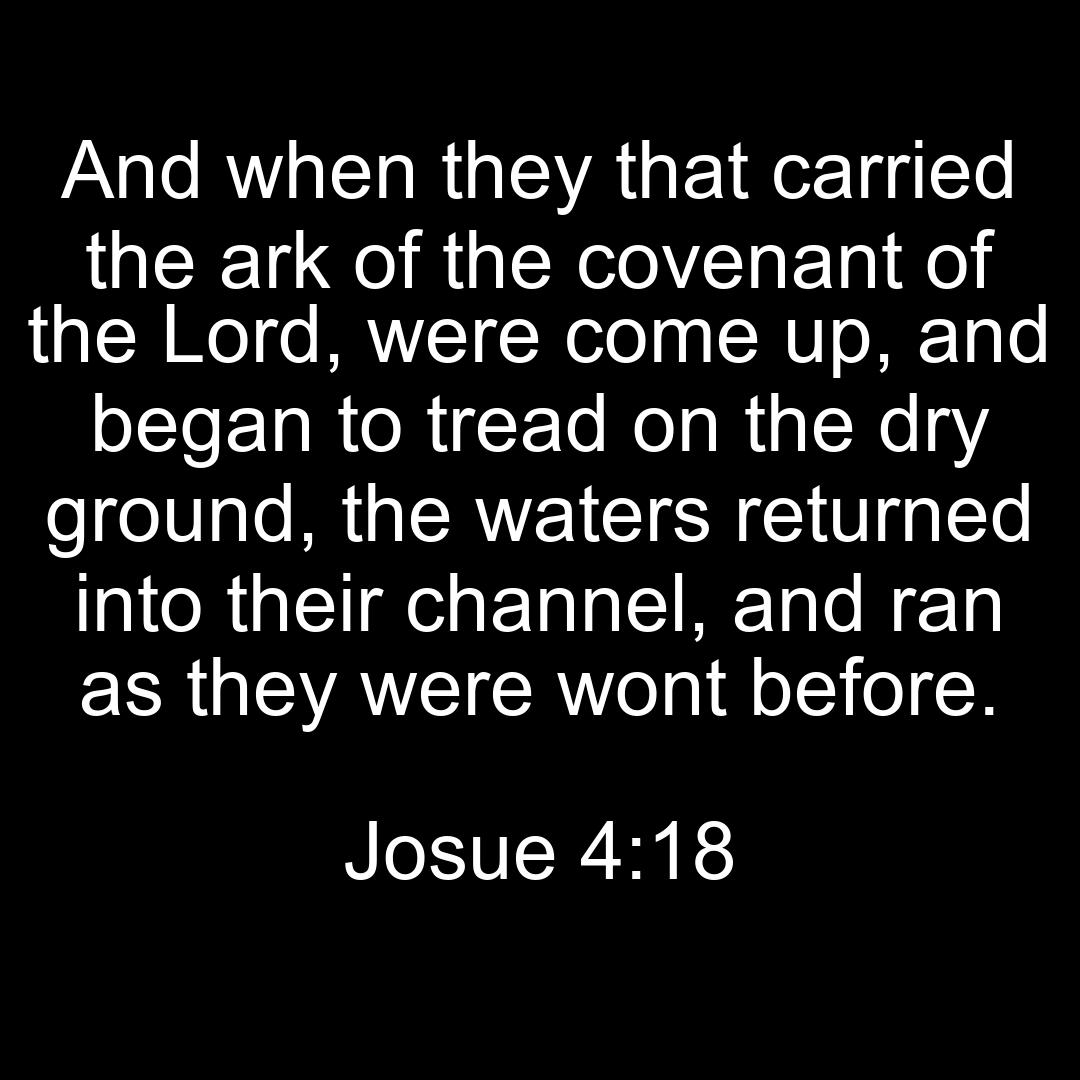 And when they that carried
the ark of the covenant of
the Lord, were come up, and
began to tread on the dry
ground, the waters returned
into their channel, and ran
as they were wont before.
Josue 4:18